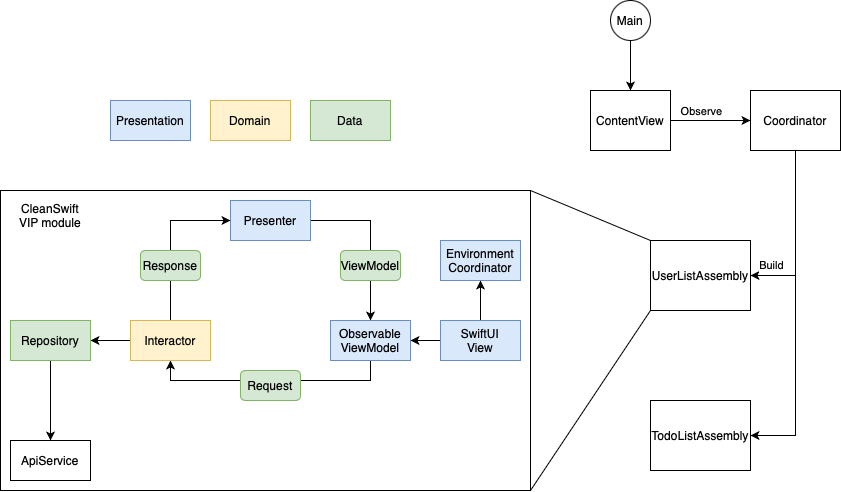 Main
Presentation
Domain
Data
ContentView
Observe
Coordinator
CleanSwift
VIP module
Presenter
Response
ViewModel
Environment
Coordinator
Build
UserListAssembly
Repository
Interactor
Observable
ViewModel
SwiftUI
View
Request
TodoListAssembly
ApiService